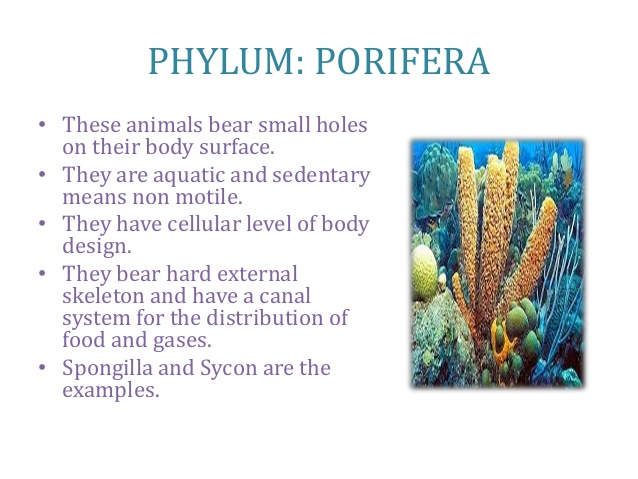 PHYLUM: PORIFERA
• These animals bear small holes
on their body surface.
• They are aquatic and sedentary
means non motile.
• They have cellular level of body
design.
• They bear hard external
skeleton and have a canal
system for the distribution of
food and gases.
• Spongilla and Sycon are the
examples.